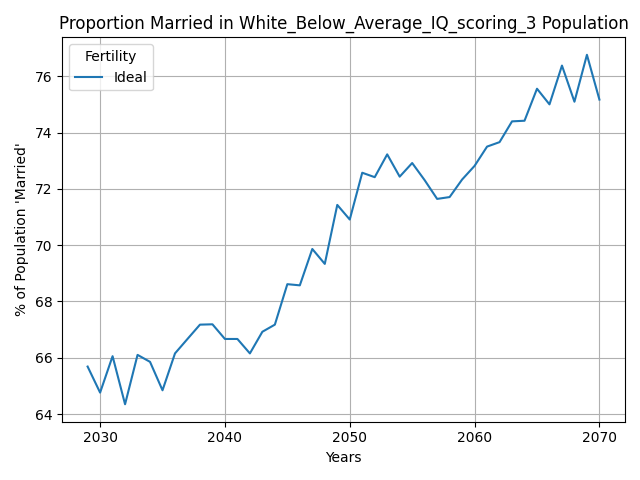 Proportion Married in White_Below_Average_IQ_scoring_3 Population
Fertility
Ideal
% of Population 'Married'
76
74
72
70
68
66
64
2030 2040 2050 2060 2070
Years